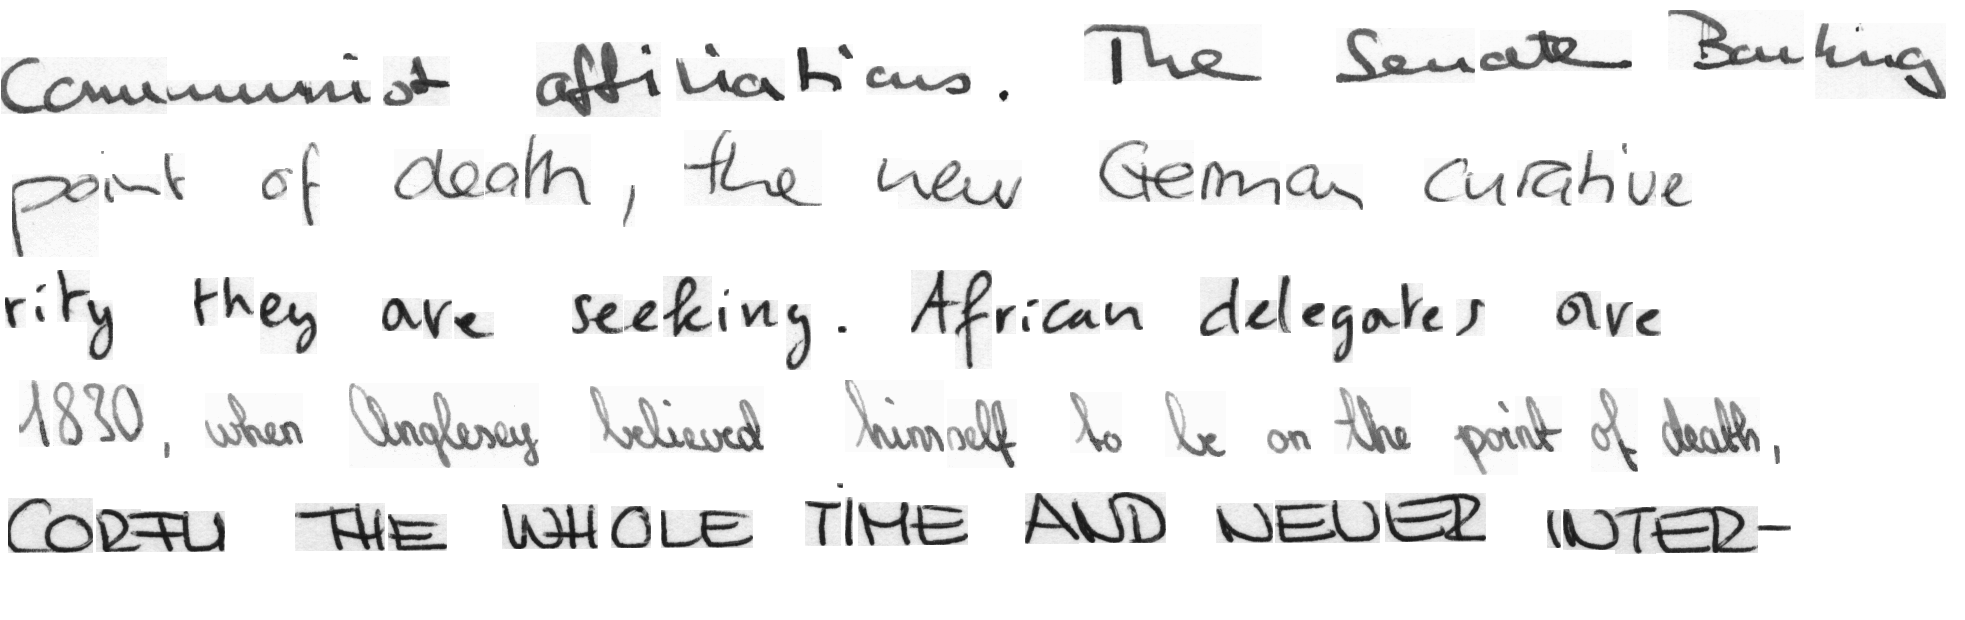 Communist affiliations. The Senate Banking
point of death, the new German curative
rity they are seeking. African delegates are
1830, when Anglesey believed himself to be on the point of death,
CORFU THE WHOLE TIME AND NEVER INTER-